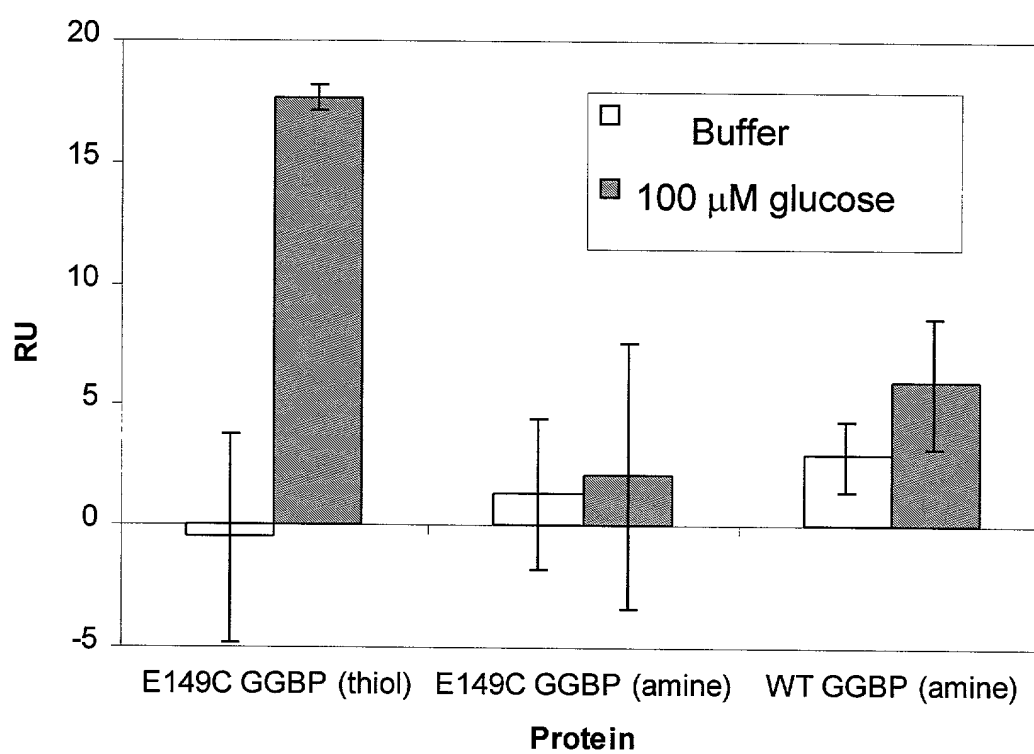 20
15
10
5
0
-5
RU
Buffer
100 μM glucose
E149C GGBP (thiol) E149C GGBP (amine) WT GGBP (amine)
Protein